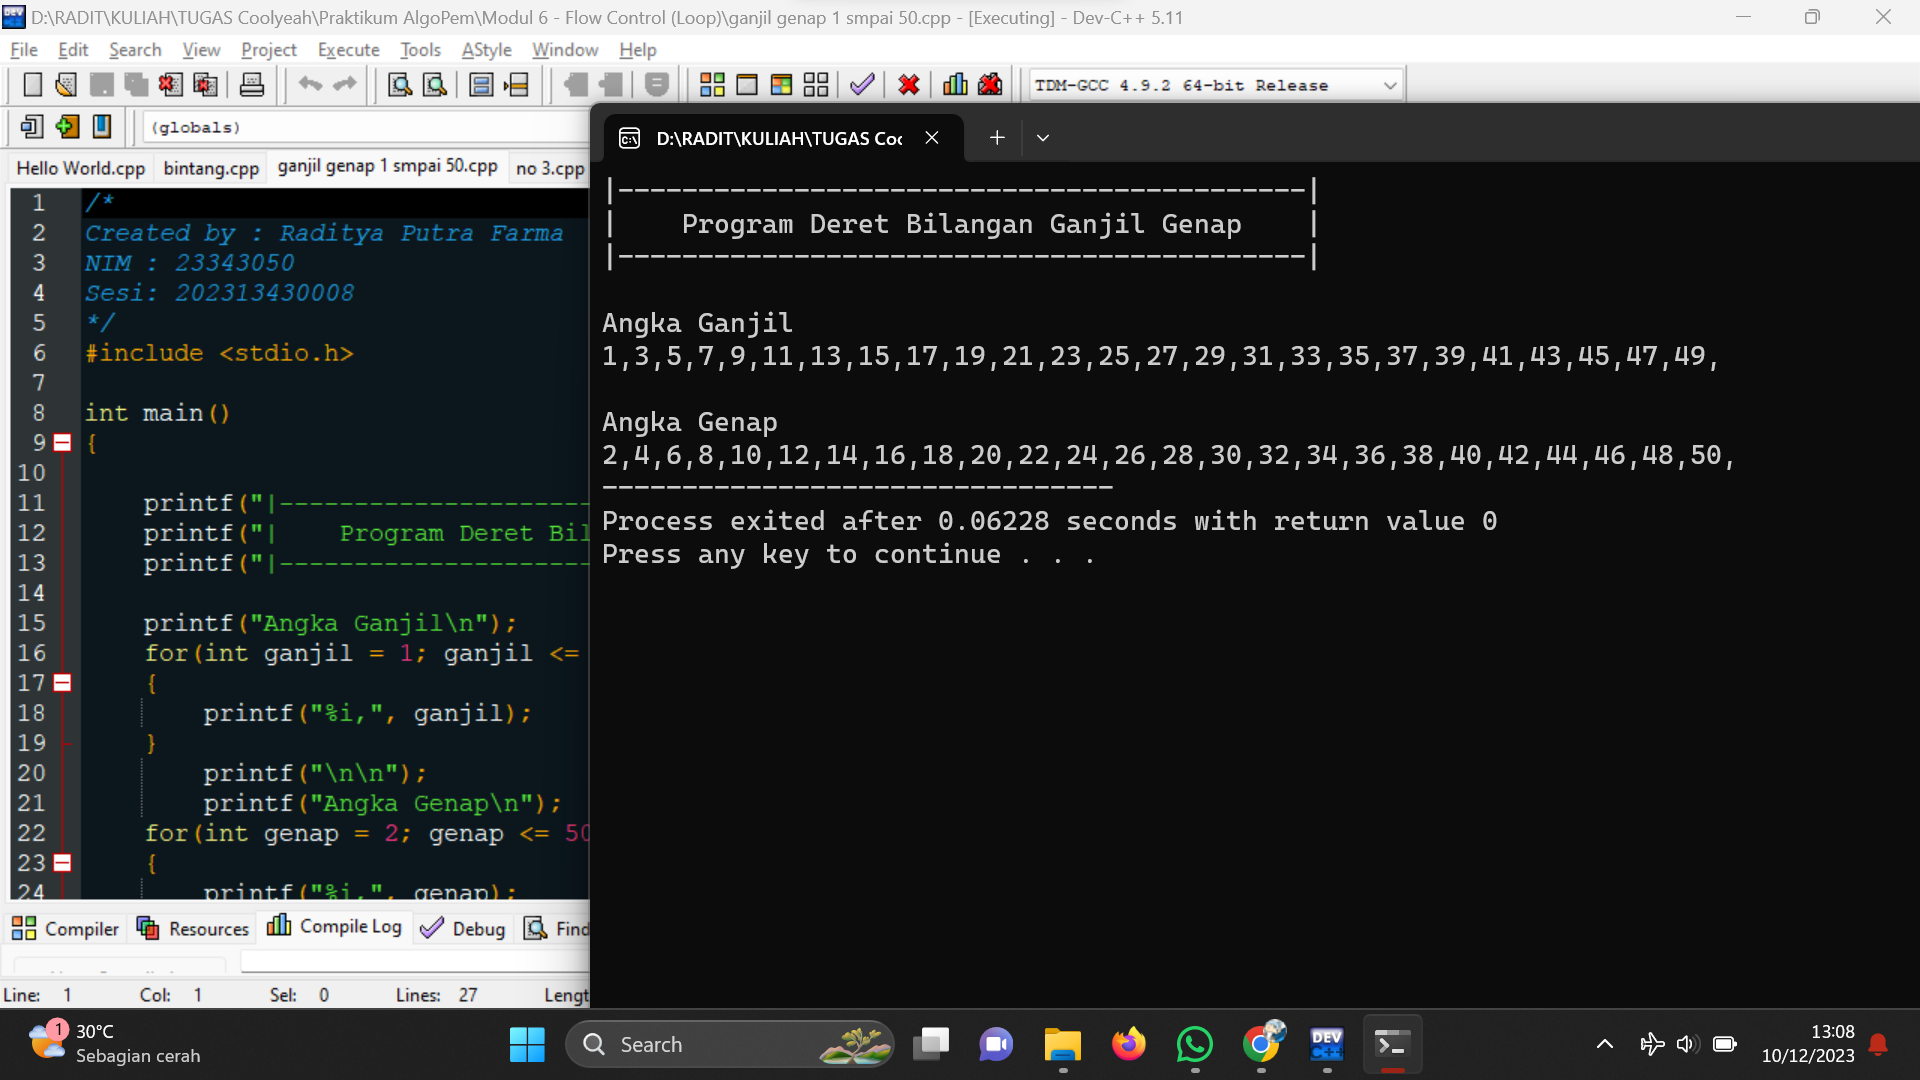 D:\RADIT\KULIAH\TUGAS Coolyeah\Praktikum AlgoPem\Modul 6 - Flow Control (Loop)\ganjil genap 1 smpai 50.cpp - [Executing] - Dev-C++ 5.11
File Edit Search View Project Execute Tools AStyle Window Help
TDM-GCC 4.9.2 64-bit Release
(globals)
Hello World.cpp bintang.cpp ganjil genap 1 smpai 50.cpp no 3.cpp
1 /*
2 Created by : Raditya Putra Farma
3 NIM : 23343050
4 Sesi: 202313430008
5 */
6 #include <stdio.h>
7
8 int main()
9 {
10
11 printf("|---------------------
12 printf("|    Program Deret Bil
13 printf("|---------------------
14
15 printf("Angka Ganjil\n");
16 for(int ganjil = 1; ganjil <=
17 {
18 printf("%i,", ganjil);
19 }
20 printf("\n\n");
21 printf("Angka Genap\n");
22 for(int genap = 2; genap <= 50
23 {
24 printf("%i,", genap);
Compiler Resources Compile Log Debug Find
Line: 1 Col: 1 Sel: 0 Lines: 27 Lengt
D:\RADIT\KULIAH\TUGAS Coo
|-------------------------------------------|
|    Program Deret Bilangan Ganjil Genap    |
|-------------------------------------------|
Angka Ganjil
1,3,5,7,9,11,13,15,17,19,21,23,25,27,29,31,33,35,37,39,41,43,45,47,49,
Angka Genap
2,4,6,8,10,12,14,16,18,20,22,24,26,28,30,32,34,36,38,40,42,44,46,48,50,
--------------------------------
Process exited after 0.06228 seconds with return value 0
Press any key to continue . . .
1
30°C
Sebagian cerah
Search
DEV C++
13:08
10/12/2023